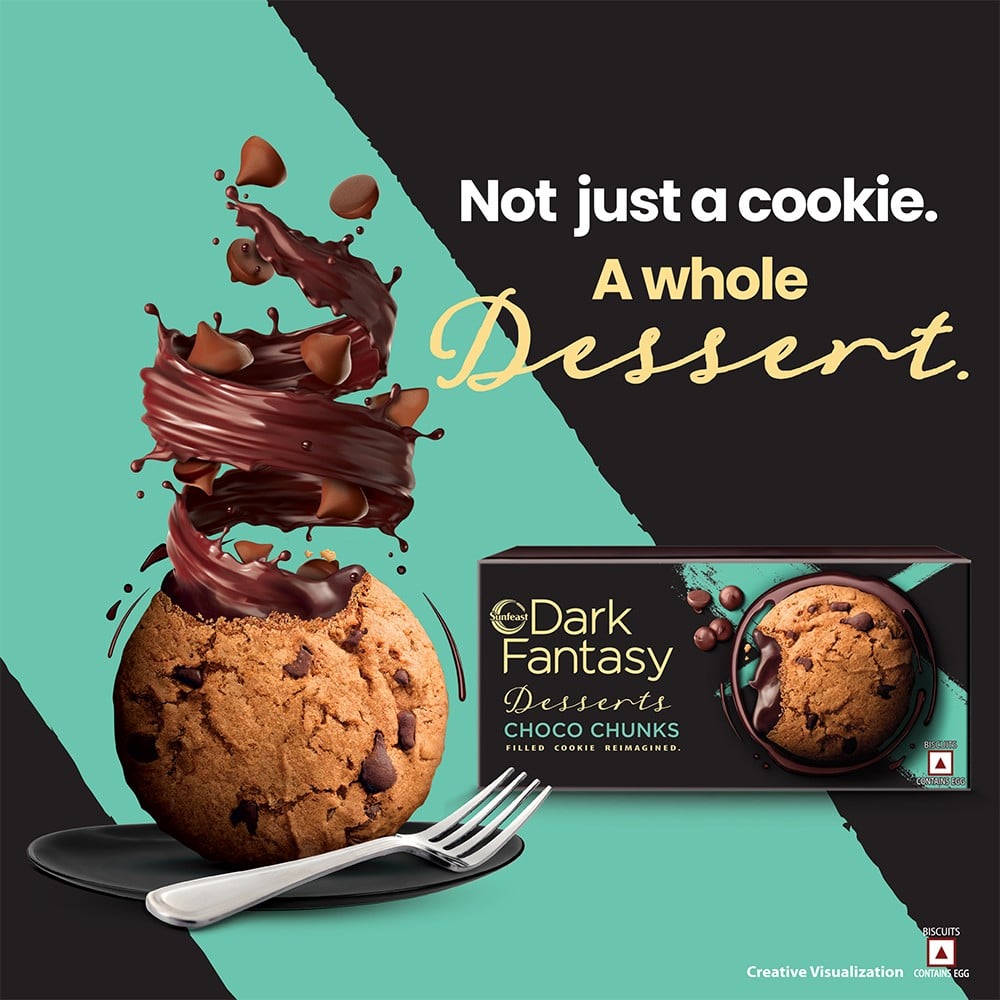 Not just a cookie.
A whole
Dessert.
Sunfeast
Dark
Fantasy
Desserts
CHOCO CHUNKS
FILLED COOKIE REIMAGINED.
BISCUITS
CONTAINS EGG
BISCUITS
Creative Visualization
CONTAINS EGG